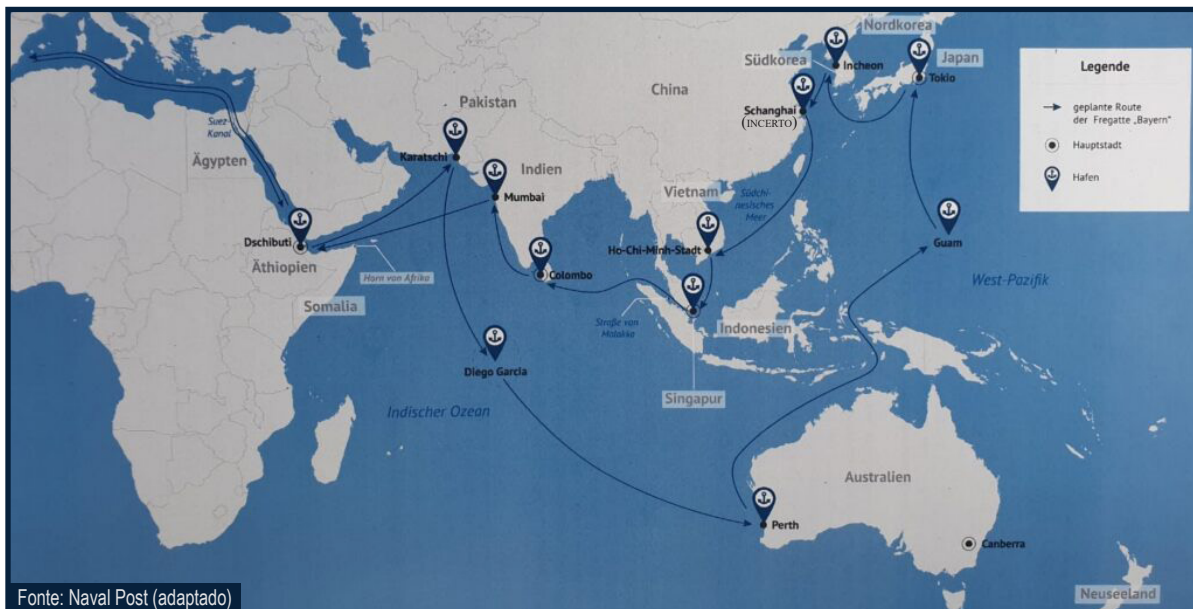 Nordkorea
Südkorea
Japan
Incheon
Tokio
China
Schanghai
(INCERTO)
Pakistan
Karatschi
Suez-
Kanal
Ägypten
Indien
Mumbai
Vietnam
Südchi-
nesisches
Meer
Ho-Chi-Minh-Stadt
Guam
Dschibuti
Äthiopien
Horn von Afrika
Somalia
Colombo
West-Pazifik
Straße von
Malakka
Indonesien
Singapur
Diego Garcia
Indischer Ozean
Australien
Perth
Canberra
Neuseeland
Legende
geplante Route
der Fregatte „Bayern"
Hauptstadt
Hafen
Fonte: Naval Post (adaptado)